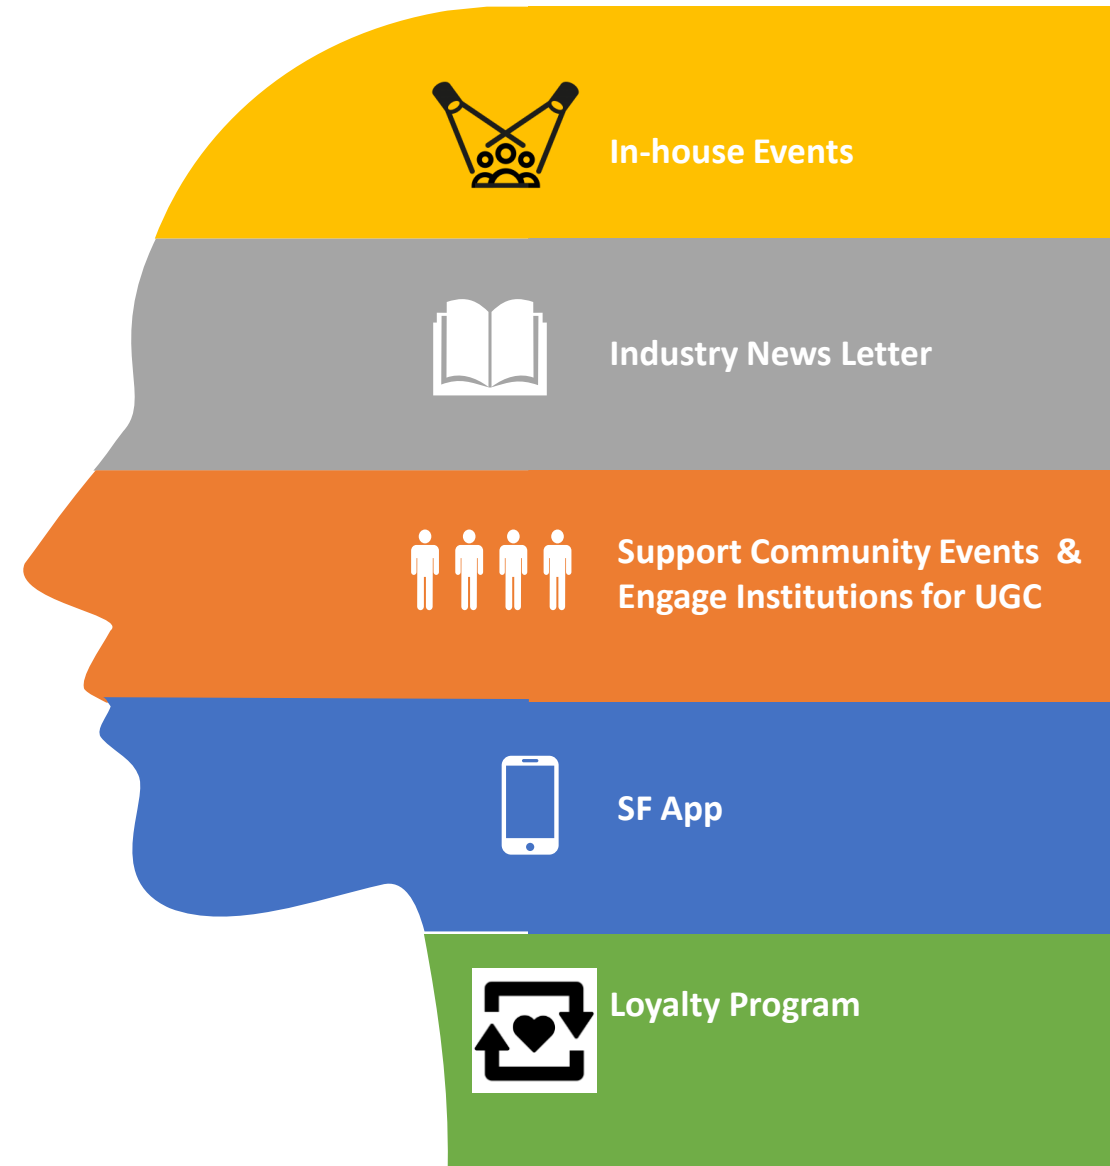 In-house Events
Industry News Letter
Support Community Events  &
Engage Institutions for UGC
SF App
Loyalty Program